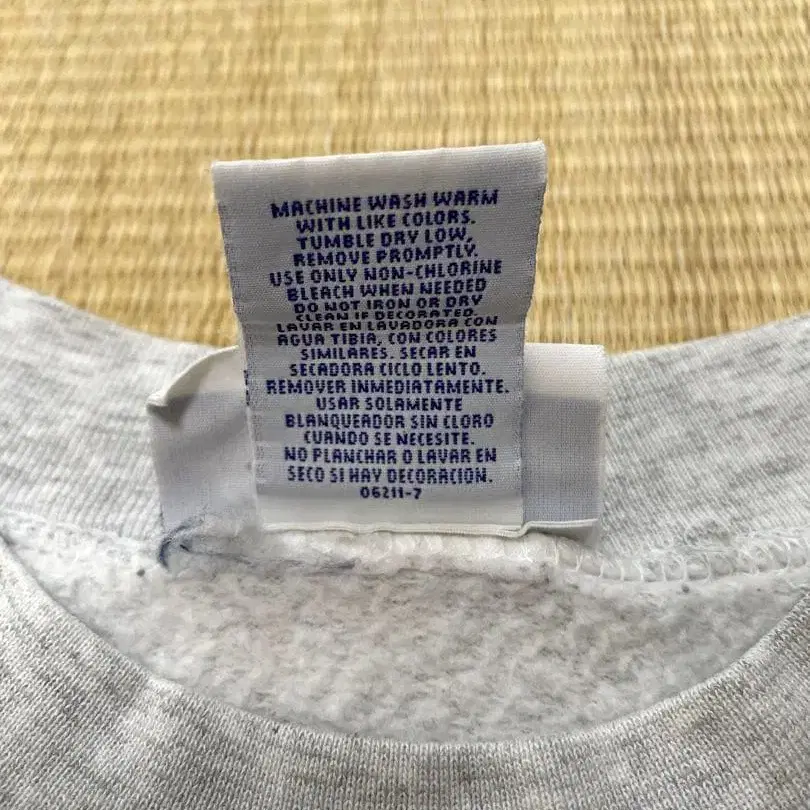 MACHINE WASH WARM
WITH LIKE COLORS.
TUMBLE DRY LOW,
REMOVE PROMPTLY.
USE ONLY NON-CHLORINE
BLEACH WHEN NEEDED
DO NOT IRON OR DRY
CLEAN IF DECORATED.
LAVAR EN LAVADORA CON
AGUA TIBIA, CON COLORES
SIMILARES. SECAR EN
SECADORA CICLO LENTO.
REMOVER INMEDIATAMENTE.
USAR SOLAMENTE
BLANQUEADOR SIN CLORO
CUANDO SE NECESITE.
NO PLANCHAR O LAVAR EN
SECO SI HAY DECORACION.
06211-7